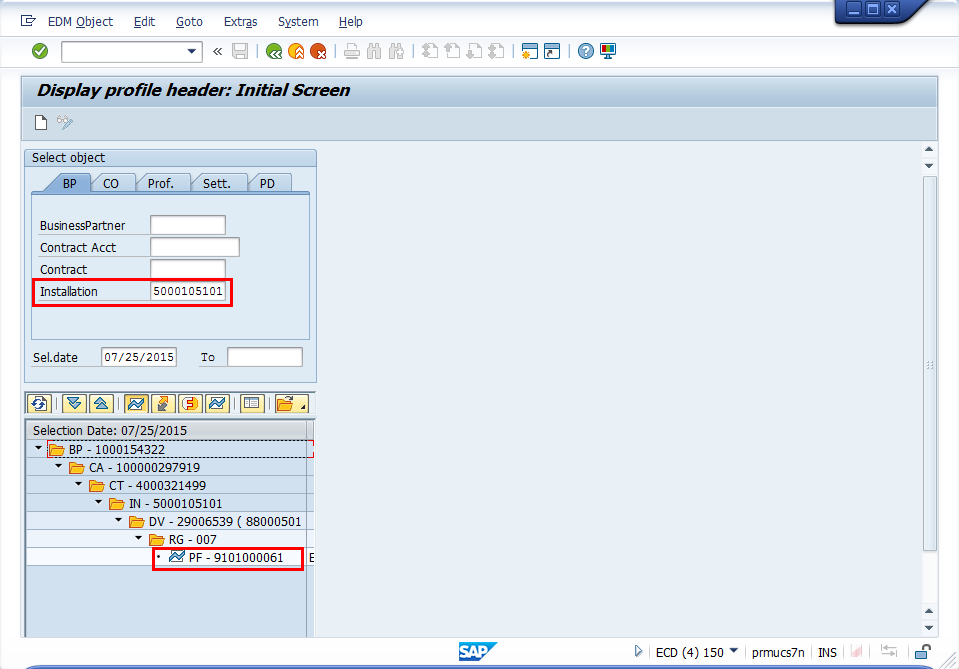 EDM Object Edit Goto Extras System Help
Display profile header: Initial Screen
Select object
BP CO Prof. Sett. PD
BusinessPartner
Contract Acct
Contract
Installation 5000105101
Sel.date 07/25/2015 To
Selection Date: 07/25/2015
BP - 1000154322
CA - 100000297919
CT - 4000321499
IN - 5000105101
DV - 29006539 ( 88000501
RG - 007
PF - 9101000061 E
SAP ECD (4) 150 prmucs7n INS